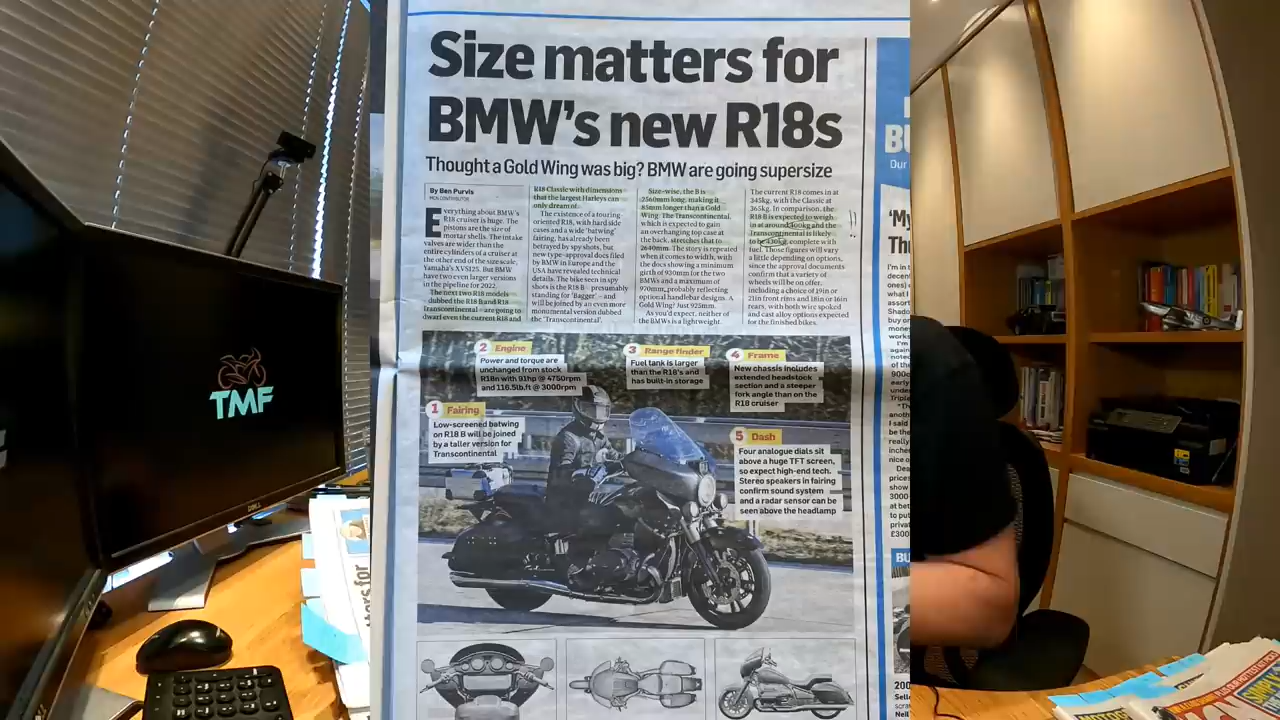 Size matters for
BMW's new R18s
Thought a Gold Wing was big? BMW are going supersize
By Ben Purvis
MCN CONTRIBUTOR
Everything about BMW's
R18 cruiser is huge. The
pistons are the size of
mortar shells. The intake
valves are wider than the
entire cylinders of a cruiser at
the other end of the size scale,
Yamaha's XVS125. But BMW
have two even larger versions
in the pipeline for 2022.
The next two R18 models –
dubbed the R18 B and R18
Transcontinental – are going to
dwarf even the current R18 and
R18 Classic with dimensions
that the largest Harleys can
only dream of.
The existence of a touring
oriented R18, with hard side
cases and a wide 'batwing'
fairing, has already been
betrayed by spy shots, but
new type-approval docs filed
by BMW in Europe and the
USA have revealed technical
details. The bike seen in spy
shots is the R18 B – presumably
standing for 'Bagger' – and
will be joined by an even more
monumental version dubbed
the 'Transcontinental'.
Size-wise, the B is
2560mm long, making it
85mm longer than a Gold
Wing. The Transcontinental,
which is expected to gain
an overhanging top case at
the back, stretches that to
2640mm. The story is repeated
when it comes to width, with
the docs showing a minimum
girth of 930mm for the two
BMWs and a maximum of
970mm, probably reflecting
optional handlebar designs. A
Gold Wing? Just 925mm.
As you'd expect, neither of
the BMWs is a lightweight.
The current R18 comes in at
345kg, with the Classic at
365kg. In comparison, the
R18 B is expected to weigh
in at around 400kg and the
Transcontinental is likely
to be 430kg, complete with
fuel. Those figures will vary
a little depending on options,
since the approval documents
confirm that a variety of
wheels will be on offer,
including a choice of 19in or
21in front rims and 18in or 16in
rears, with both wire spoked
and cast alloy options expected
for the finished bikes.
!!
2 Engine
Power and torque are
unchanged from stock
R18n with 91hp @ 4750rpm
and 116.5lb.ft @ 3000rpm
3 Range finder
Fuel tank is larger
than the R18's and
has built-in storage
4 Frame
New chassis includes
extended headstock
section and a steeper
fork angle than on the
R18 cruiser
1 Fairing
Low-screened batwing
on R18 B will be joined
by a taller version for
Transcontinental
5 Dash
Four analogue dials sit
above a huge TFT screen,
so expect high-end tech.
Stereo speakers in fairing
confirm sound system
and a radar sensor can be
seen above the headlamp
TMF
DELL